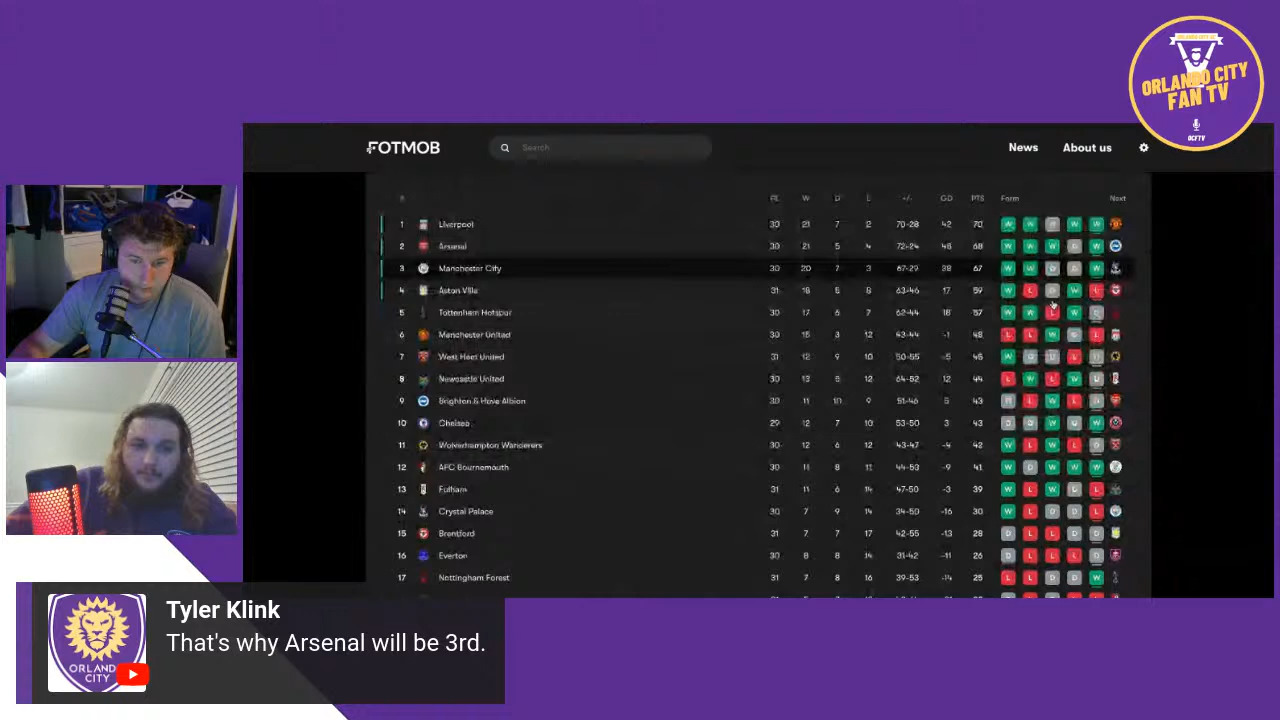 ORLANDO CITY SC
ORLANDO CITY
FAN TV
OCFTV
FOTMOB
Search
News
About us
# PL W D L +/- GD PTS Form Next
1 Liverpool 30 21 7 2 70-28 42 70 W W D W W
2 Arsenal 30 21 5 4 72-24 48 68 W W W D W
3 Manchester City 30 20 7 3 67-29 38 67 W W D D W
4 Aston Villa 31 18 5 8 63-46 17 59 W L D W L
5 Tottenham Hotspur 30 17 6 7 62-44 18 57 W W L W D
6 Manchester United 30 15 3 12 43-44 -1 48 L L W D L
7 West Ham United 31 12 9 10 50-55 -5 45 W D D L D
8 Newcastle United 30 13 5 12 64-52 12 44 L W L W D
9 Brighton & Hove Albion 30 11 10 9 51-46 5 43 L W L D
10 Chelsea 29 12 7 10 53-50 3 43 D D W D
11 Wolverhampton Wanderers 30 12 6 12 43-47 -4 42 W L W L D
12 AFC Bournemouth 30 11 8 11 44-53 -9 41 W D W W W
13 Fulham 31 11 6 14 47-50 -3 39 W L W D L
14 Crystal Palace 30 7 9 14 34-50 -16 30 W L D D L
15 Brentford 31 7 7 17 42-55 -13 28 D L L D D
16 Everton 30 8 8 14 31-42 -11 26 D L L L D
17 Nottingham Forest 31 7 8 16 39-53 -14 25 L L D D W
ORLANDO
CITY
Tyler Klink
That's why Arsenal will be 3rd.